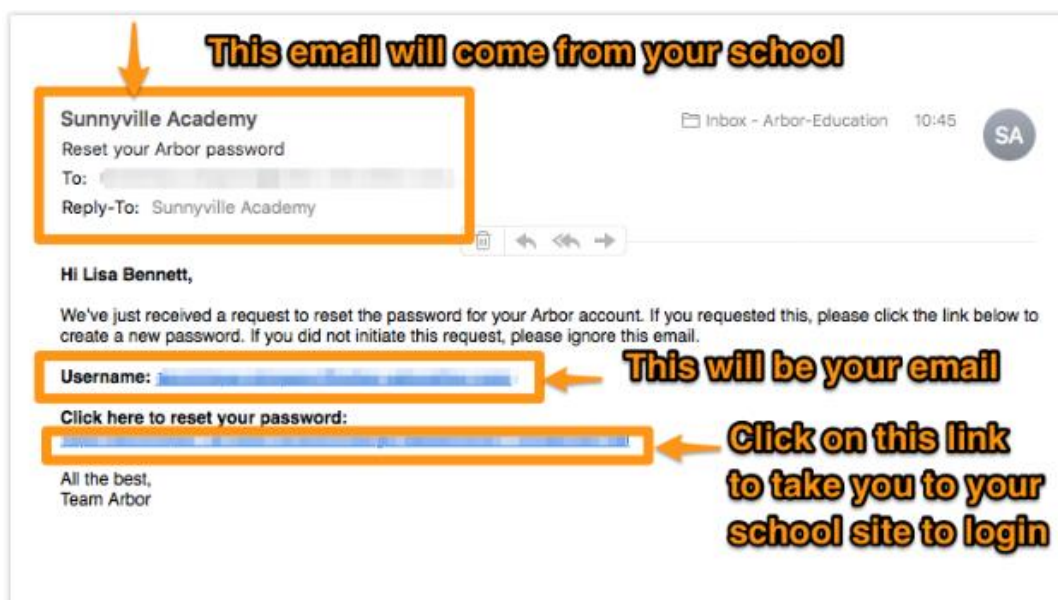 This email will come from your school
Sunnyville Academy
Inbox - Arbor-Education 10:45
SA
Reset your Arbor password
To:
Reply-To: Sunnyville Academy
Hi Lisa Bennett,
We've just received a request to reset the password for your Arbor account. If you requested this, please click the link below to
create a new password. If you did not initiate this request, please ignore this email.
Username:
This will be your email
Click here to reset your password:
Click on this link
to take you to your
school site to login
All the best,
Team Arbor